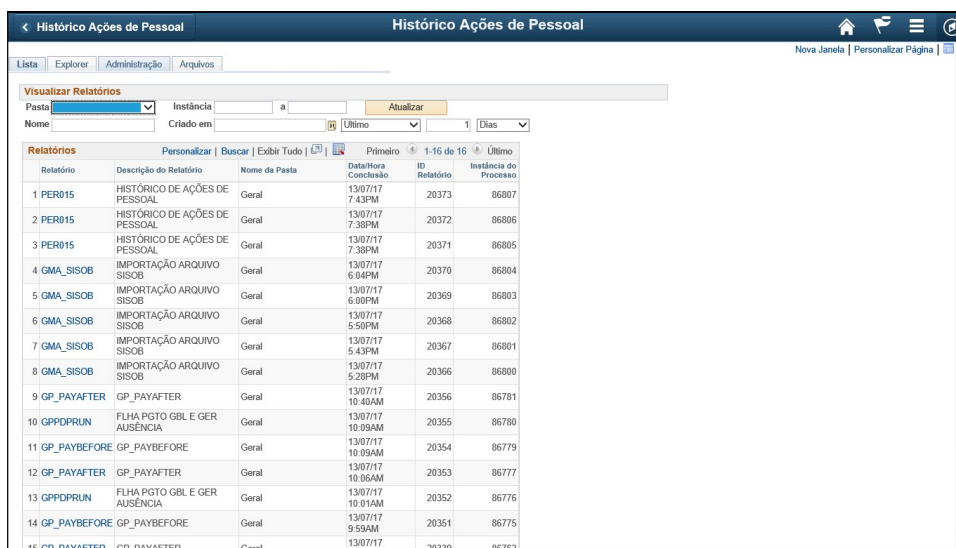 Histórico Ações de Pessoal
Histórico Ações de Pessoal
Nova Janela | Personalizar Página |
Lista Explorer Administração Arquivos
Visualizar Relatórios
Pasta Instância a Atualizar
Nome Criado em Último 1 Dias
Relatórios Personalizar | Buscar | Exibir Tudo | | Primeiro 1-16 de 16 Último
Relatório Descrição do Relatório Nome da Pasta Data/Hora Conclusão ID Relatório Instância do Processo
1 PER015 HISTÓRICO DE AÇÕES DE PESSOAL Geral 13/07/17 7:43PM 20373 86807
2 PER015 HISTÓRICO DE AÇÕES DE PESSOAL Geral 13/07/17 7:38PM 20372 86806
3 PER015 HISTÓRICO DE AÇÕES DE PESSOAL Geral 13/07/17 7:38PM 20371 86805
4 GMA_SISOB IMPORTAÇÃO ARQUIVO SISOB Geral 13/07/17 6:04PM 20370 86804
5 GMA_SISOB IMPORTAÇÃO ARQUIVO SISOB Geral 13/07/17 6:00PM 20369 86803
6 GMA_SISOB IMPORTAÇÃO ARQUIVO SISOB Geral 13/07/17 5:50PM 20368 86802
7 GMA_SISOB IMPORTAÇÃO ARQUIVO SISOB Geral 13/07/17 5:43PM 20367 86801
8 GMA_SISOB IMPORTAÇÃO ARQUIVO SISOB Geral 13/07/17 5:28PM 20366 86800
9 GP_PAYAFTER GP_PAYAFTER Geral 13/07/17 10:40AM 20356 86781
10 GPPDPRUN FLHA PGTO GBL E GER AUSÊNCIA Geral 13/07/17 10:09AM 20355 86780
11 GP_PAYBEFORE GP_PAYBEFORE Geral 13/07/17 10:09AM 20354 86779
12 GP_PAYAFTER GP_PAYAFTER Geral 13/07/17 10:06AM 20353 86777
13 GPPDPRUN FLHA PGTO GBL E GER AUSÊNCIA Geral 13/07/17 10:01AM 20352 86776
14 GP_PAYBEFORE GP_PAYBEFORE Geral 13/07/17 9:59AM 20351 86775
15 GP_PAYAFTER GP_PAYAFTER Geral 13/07/17 20339 86762